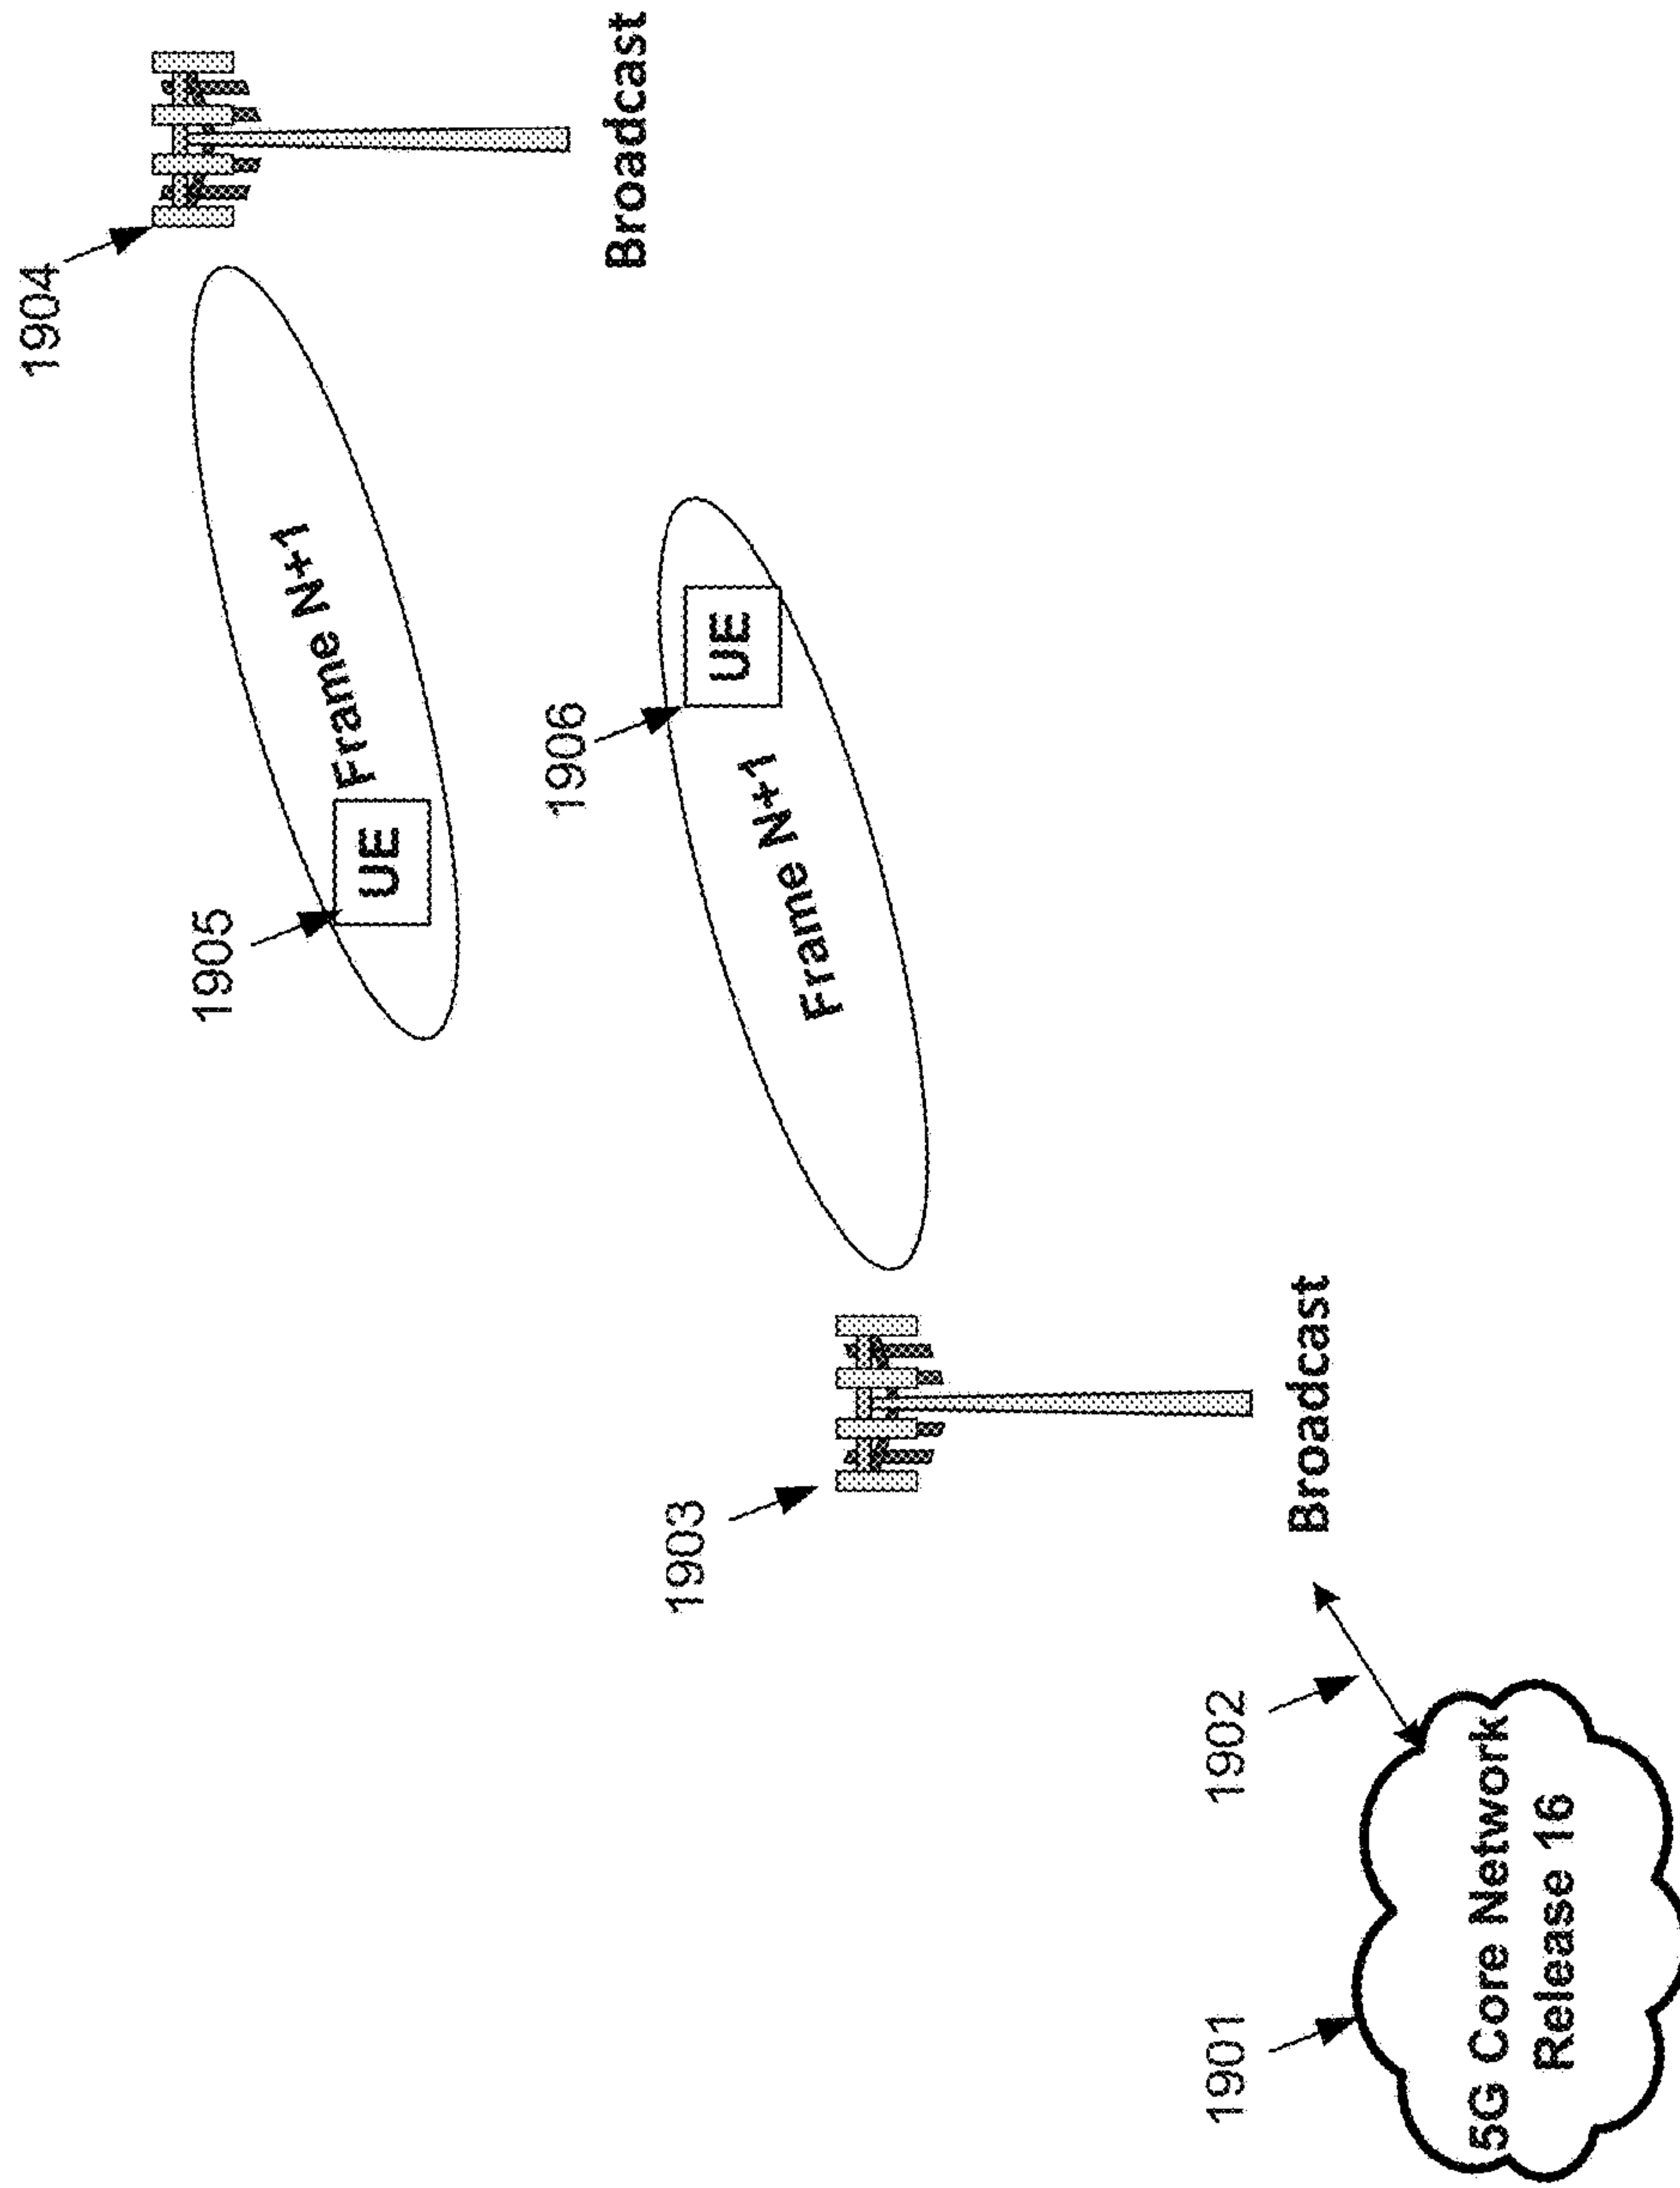 1904
Broadcast
1905
UE
Frame N+1
1906
Frame N+1
UE
1903
Broadcast
1902
1901
5G Core Network
Release 16